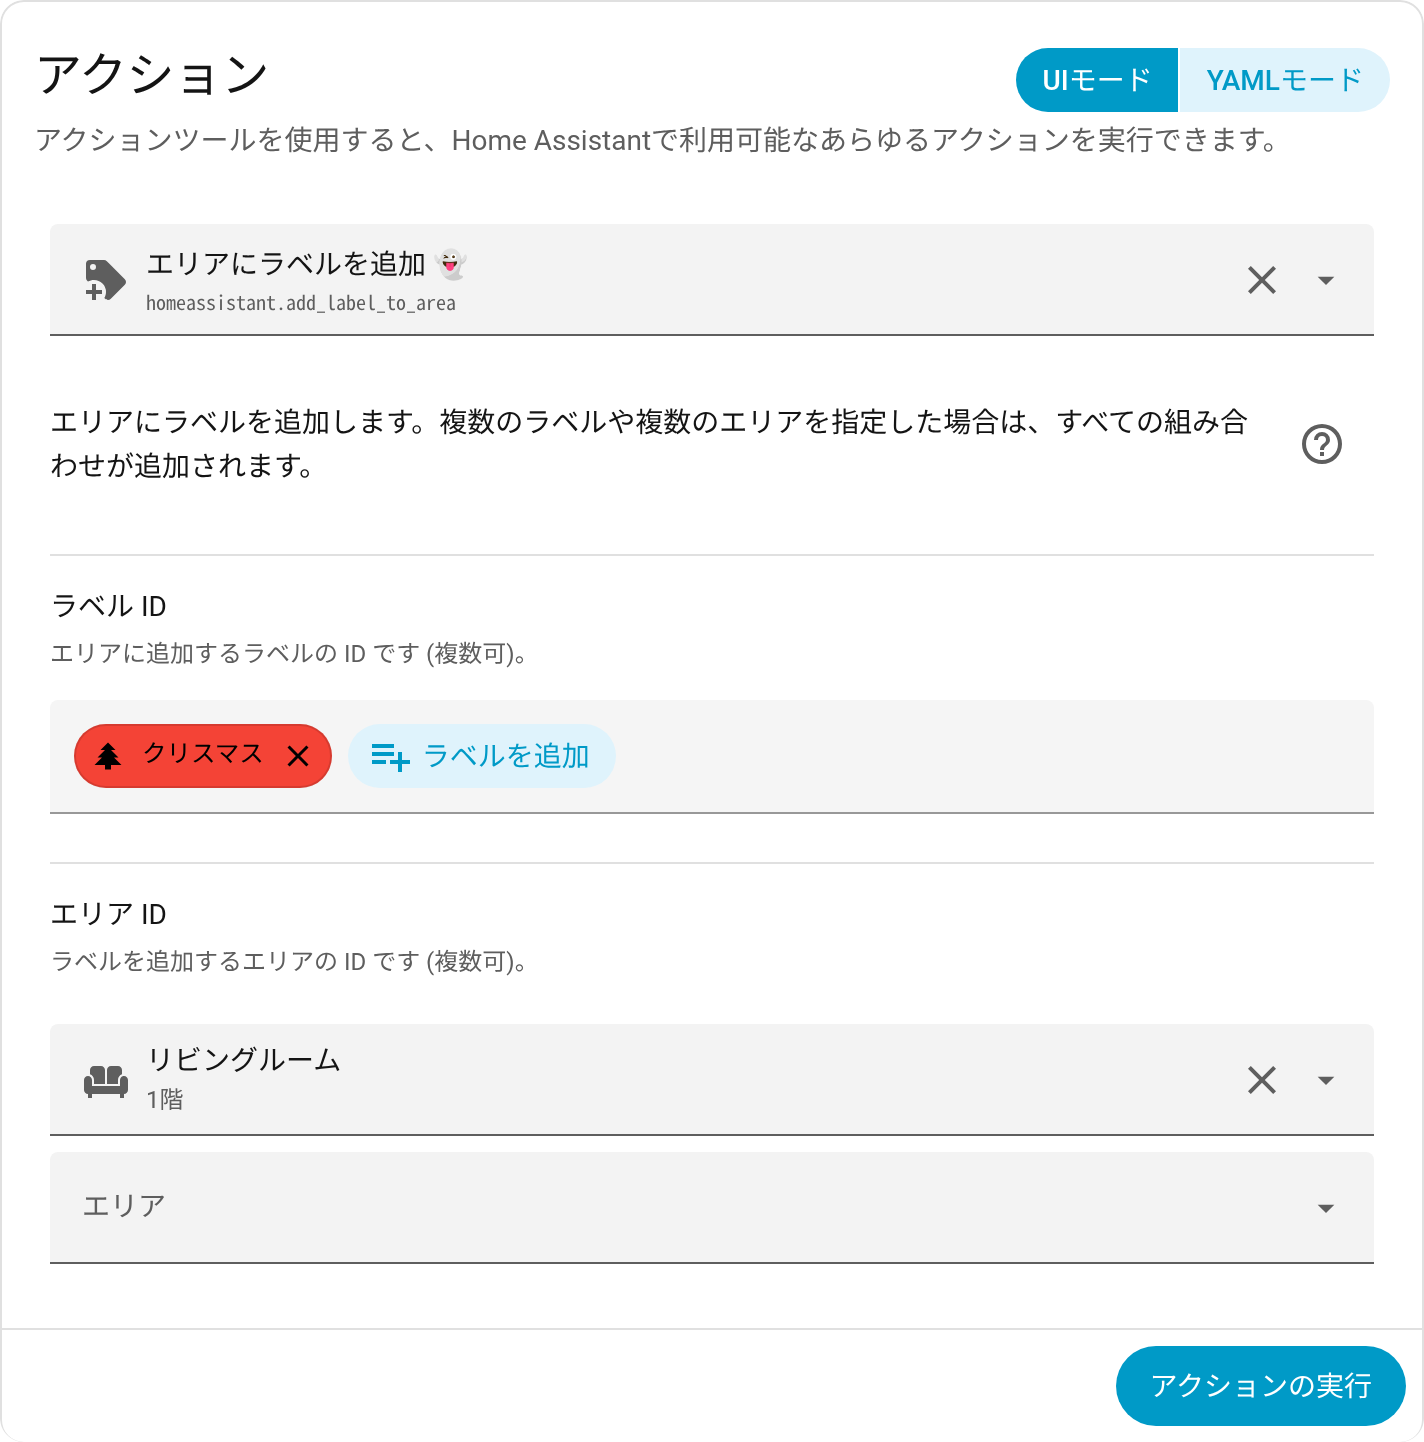 アクション
UIモード
YAMLモード
アクションツールを使用すると、Home Assistantで利用可能なあらゆるアクションを実行できます。
エリアにラベルを追加 👻
homeassistant.add_label_to_area
エリアにラベルを追加します。複数のラベルや複数のエリアを指定した場合は、すべての組み合
わせが追加されます。
ラベル ID
エリアに追加するラベルの ID です (複数可)。
クリスマス
ラベルを追加
エリア ID
ラベルを追加するエリアの ID です (複数可)。
リビングルーム
1階
エリア
アクションの実行